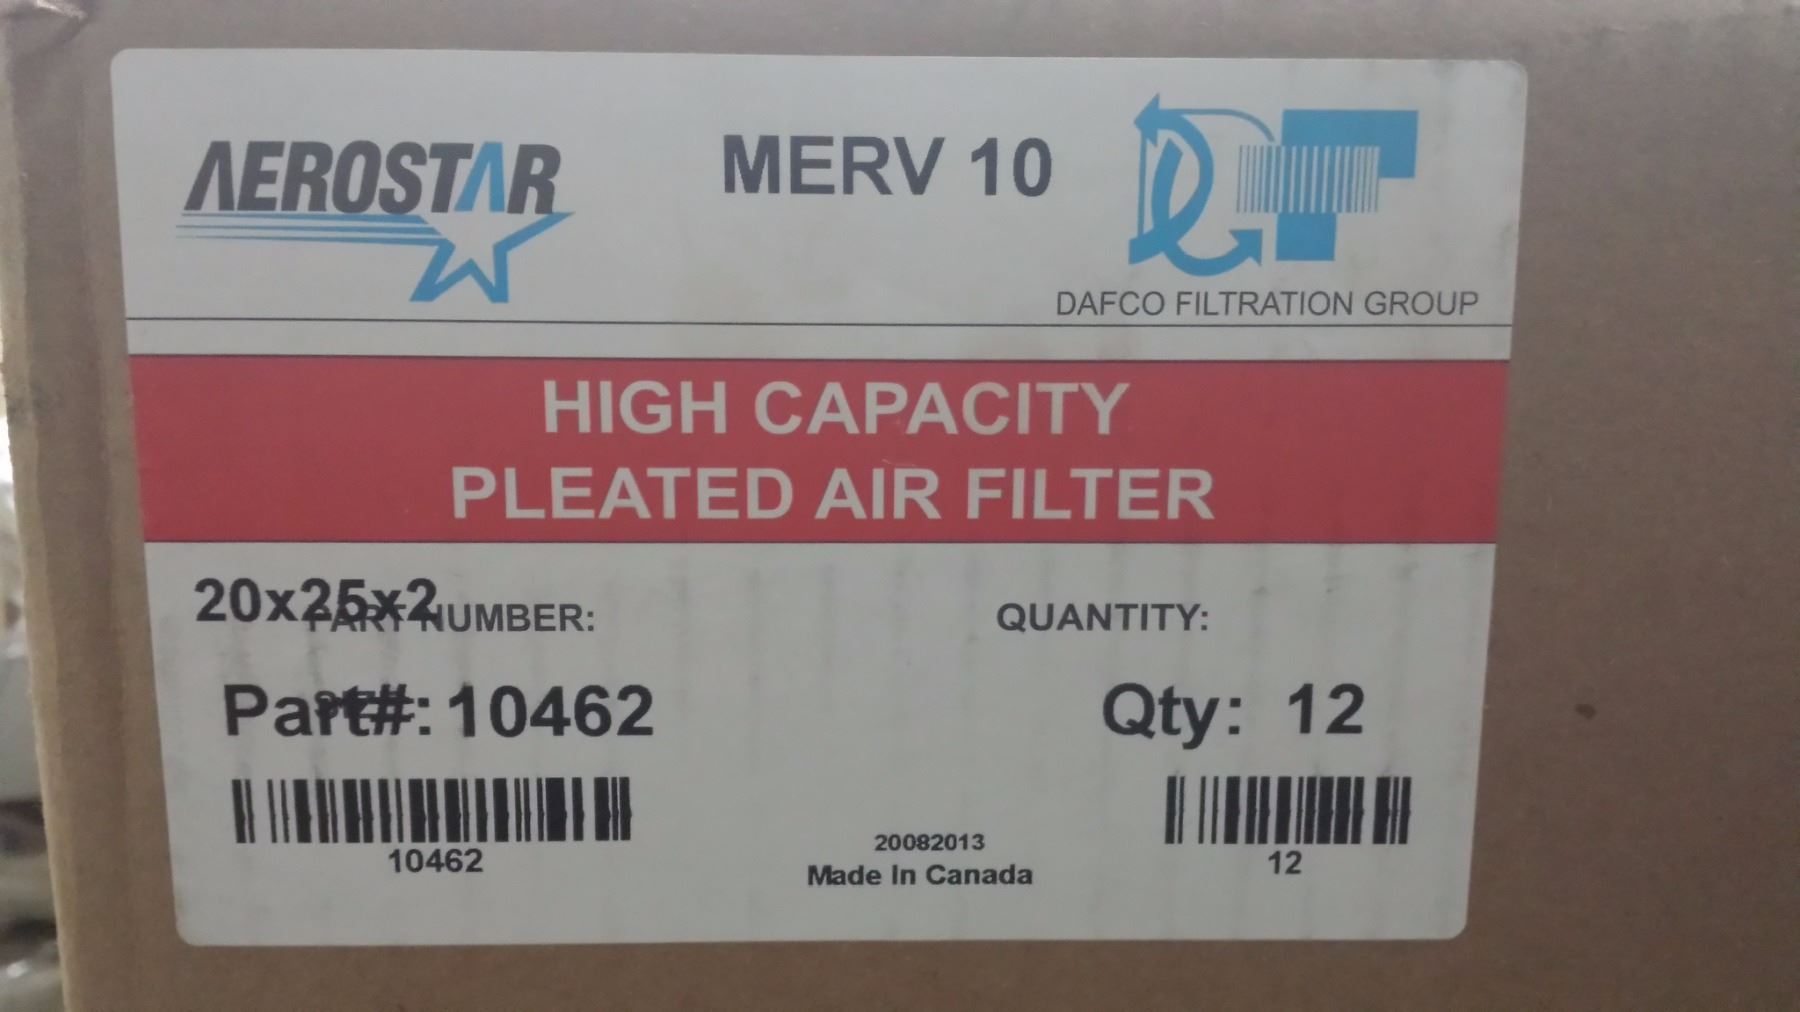 AEROSTAR
MERV 10
DAFCO FILTRATION GROUP
HIGH CAPACITY
PLEATED AIR FILTER
20x25x2
PART NUMBER:
QUANTITY:
Part#: 10462
Qty: 12
10462
20082013
Made In Canada
12